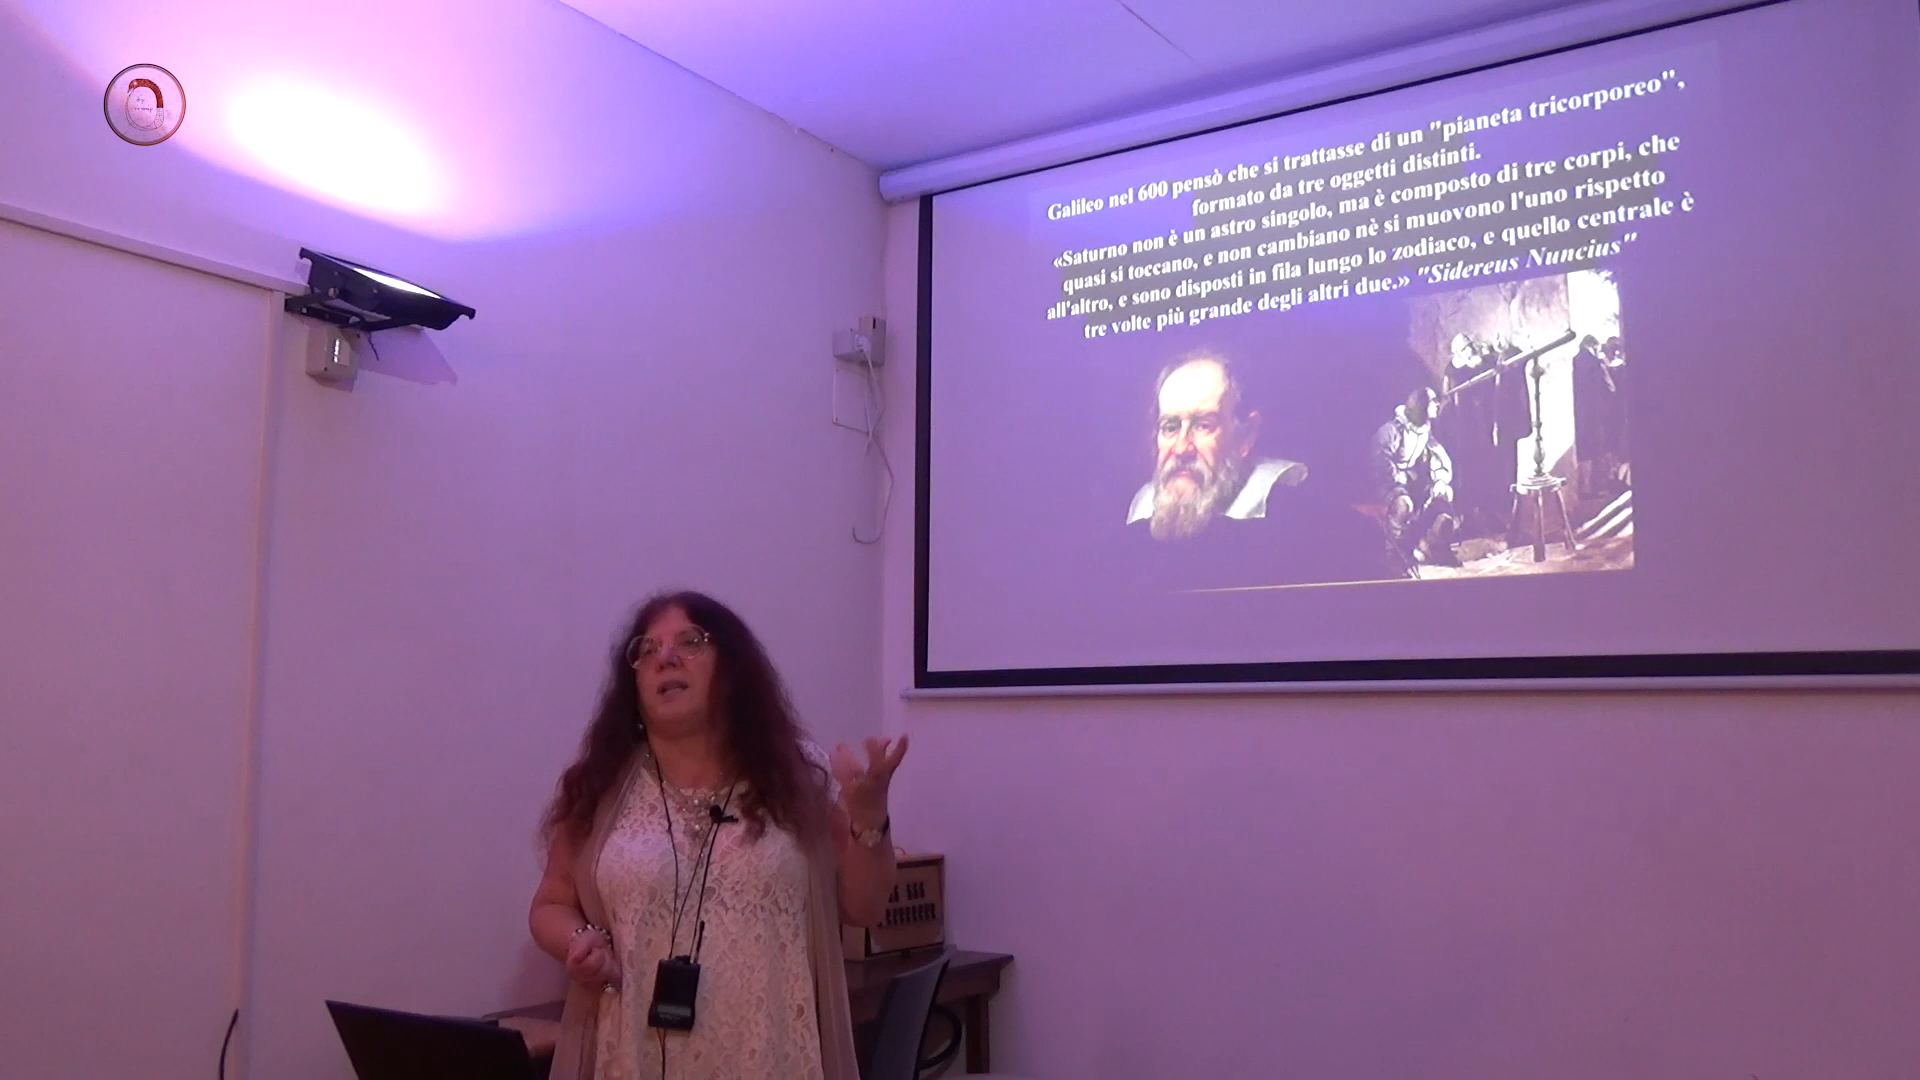 Galileo nel 600 pensò che si trattasse di un "pianeta tricorporeo",
formato da tre oggetti distinti.
«Saturno non è un astro singolo, ma è composto di tre corpi, che
quasi si toccano, e non cambiano nè si muovono l'uno rispetto
all'altro, e sono disposti in fila lungo lo zodiaco, e quello centrale è
tre volte più grande degli altri due.» "Sidereus Nuncius"